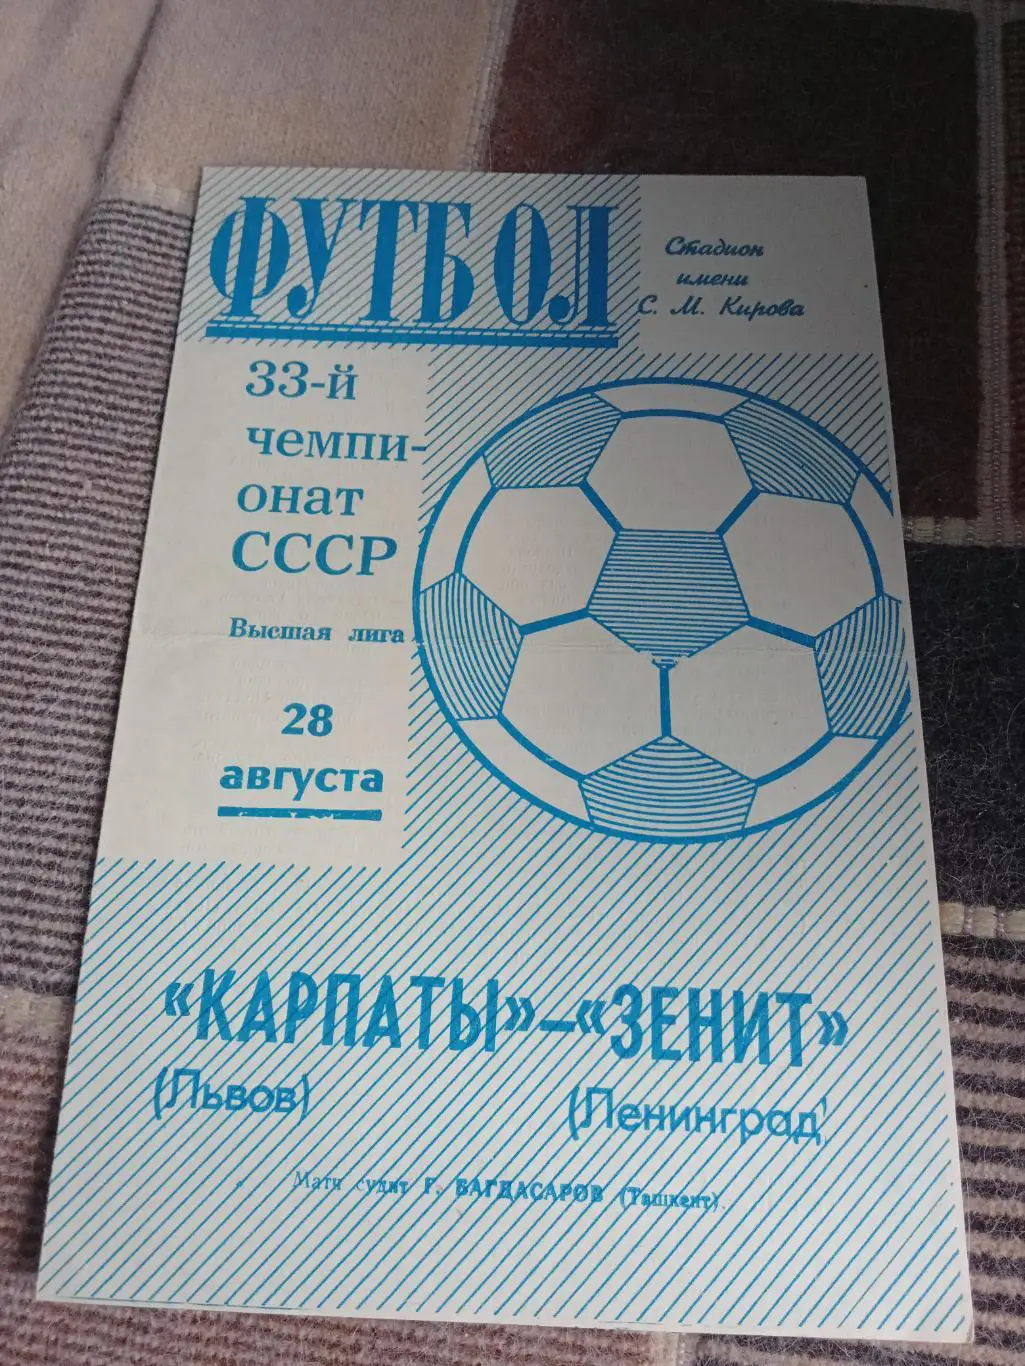 ФУТБОЛ
Стадион
имени
С. М. Кирова
33-й
чемпи-
онат
СССР
Высшая лига
28
августа
«КАРПАТЫ»—«ЗЕНИТ»
(Львов)
(Ленинград)
Матч судит Г. БАГДАСАРОВ (Ташкент).